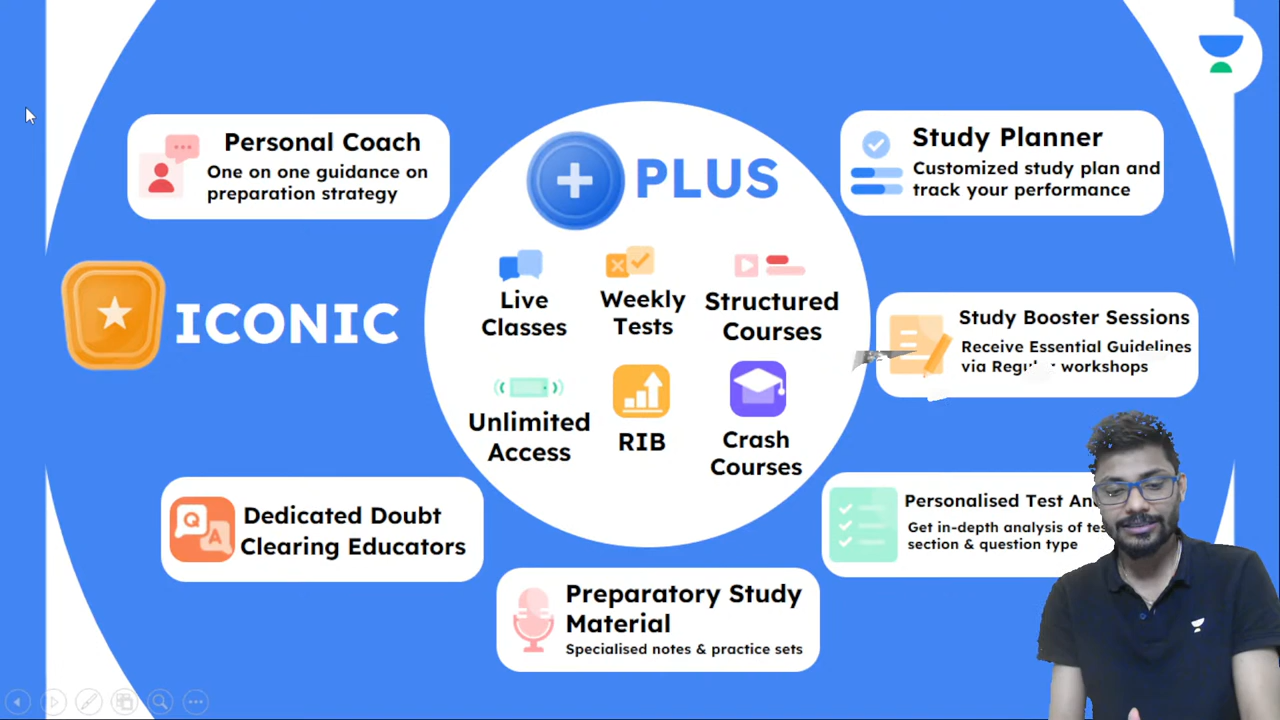 Personal Coach
One on one guidance on
preparation strategy
PLUS
Study Planner
Customized study plan and
track your performance
ICONIC
Live
Classes
Weekly
Tests
Structured
Courses
Study Booster Sessions
Receive Essential Guidelines
via Regular workshops
Unlimited
Access
RIB
Crash
Courses
Q
A
Dedicated Doubt
Clearing Educators
Personalised Test
Get in-depth analysis of
section & question type
Preparatory Study
Material
Specialised notes & practice sets